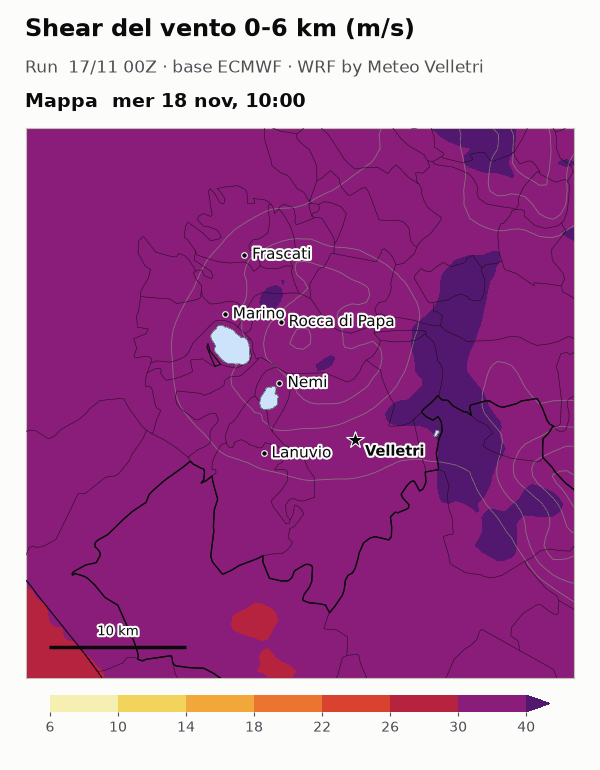 Shear del vento 0-6 km (m/s)
Run 17/11 00Z · base ECMWF · WRF by Meteo Velletri
Mappa mer 18 nov, 10:00
Frascati
Marino
Rocca di Papa
Nemi
Velletri
Lanuvio
10 km
6 10 14 18 22 26 30 40